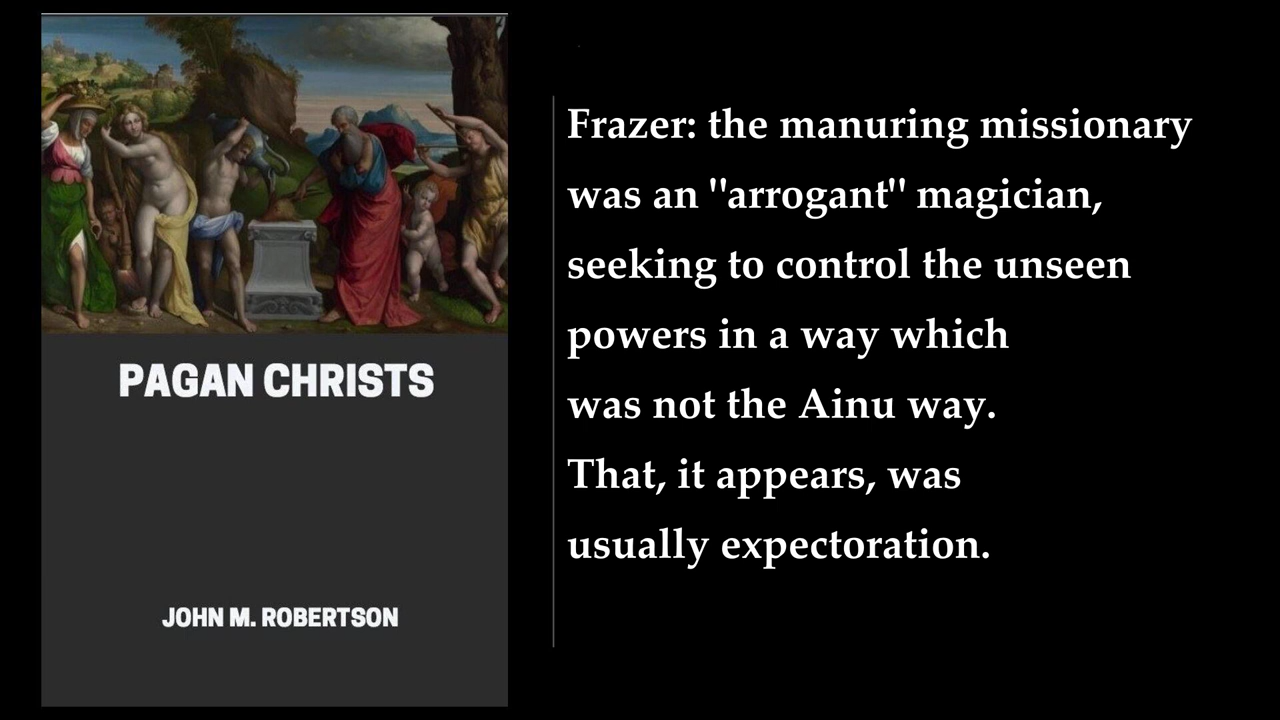 PAGAN CHRISTS
JOHN M. ROBERTSON
Frazer: the manuring missionary
was an "arrogant" magician,
seeking to control the unseen
powers in a way which
was not the Ainu way.
That, it appears, was
usually expectoration.